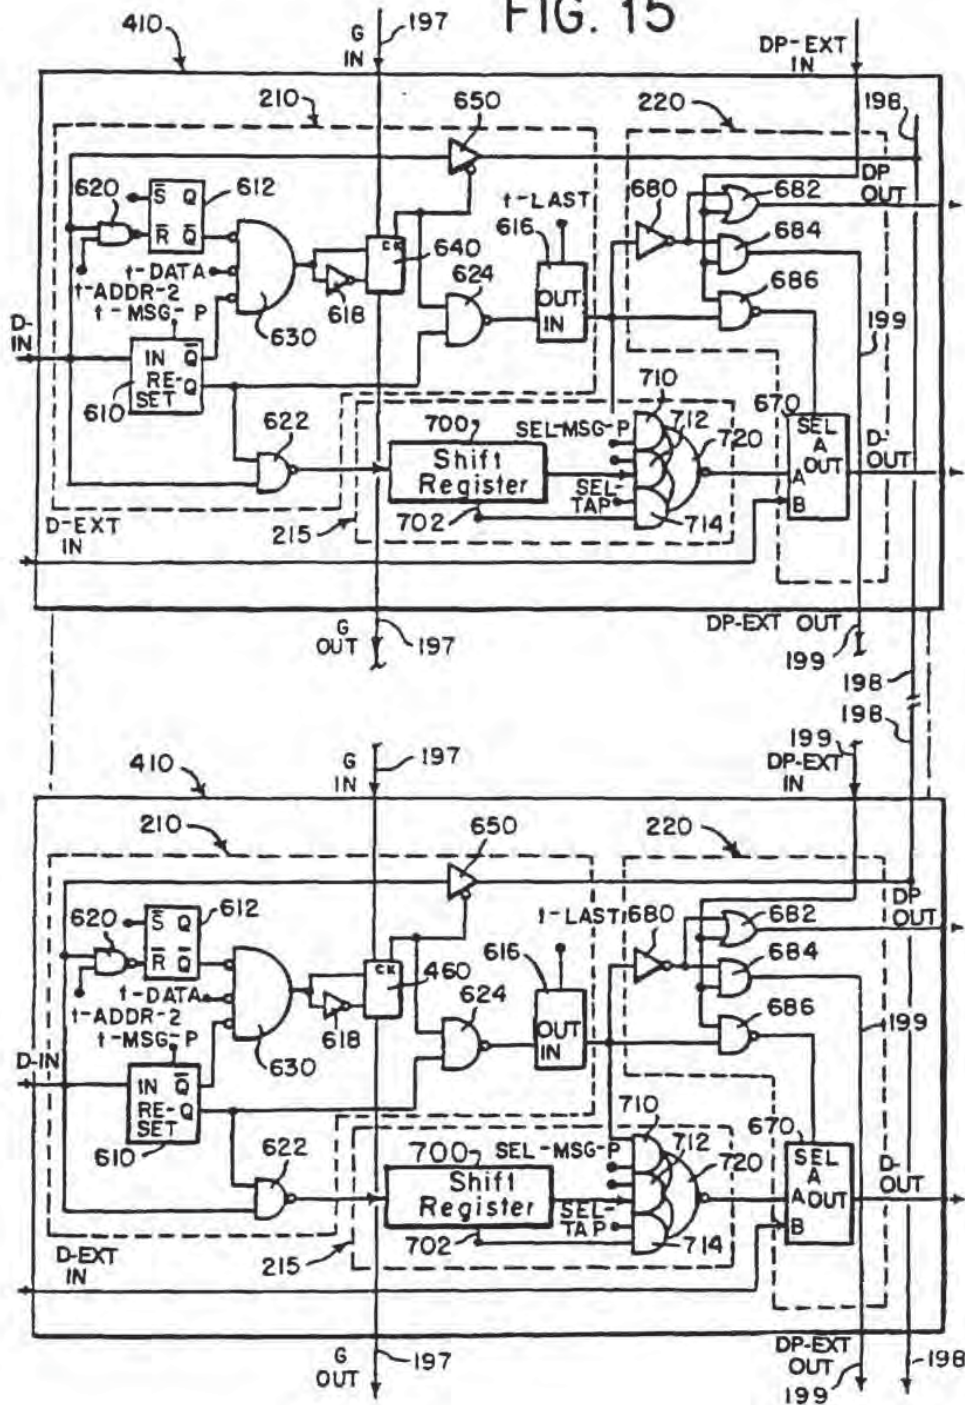 FIG. 15
410
G IN
197
DP-EXT IN
210
650
220
198
620
S̅ Q
612
t-LAST
680
682
DP OUT
R̅ Q̅
CK
616
684
640
624
t-DATA
t-ADDR-2
618
OUT IN
686
t-MSG-P
D-IN
630
199
IN Q̅
RE- Q
SET
710
670
610
622
700
SEL-MSG-P
712
720
SEL A
OUT
D-OUT
Shift Register
A
SEL-TAP
B
702
714
D-EXT IN
215
G OUT
197
DP-EXT OUT
199
198
198
199
410
G IN
197
DP-EXT IN
210
650
220
620
S̅ Q
612
t-LAST
680
682
DP OUT
R̅ Q̅
CK
616
684
460
624
t-DATA
t-ADDR-2
618
OUT IN
686
199
t-MSG-P
D-IN
630
IN Q̅
RE- Q
SET
710
670
610
622
700
SEL-MSG-P
712
720
SEL A
OUT
D-OUT
Shift Register
A
SEL-TAP
B
702
714
D-EXT IN
215
G OUT
197
DP-EXT OUT
199
198